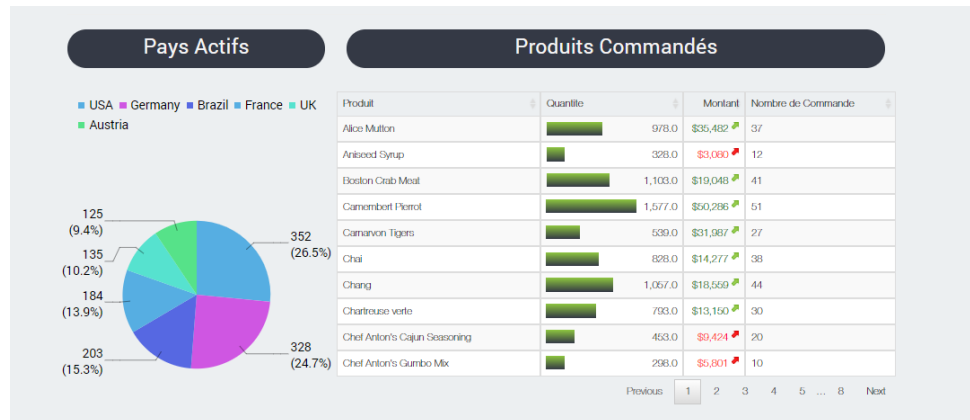 Pays Actifs
Produits Commandés
USA Germany Brazil France UK
Austria
125
(9.4%)
135
(10.2%)
184
(13.9%)
203
(15.3%)
352
(26.5%)
328
(24.7%)
Produit Quantite Montant Nombre de Commande
Alice Mutton 978.0 $35,482 37
Aniseed Syrup 328.0 $3,080 12
Boston Crab Meat 1,103.0 $19,048 41
Camembert Pierrot 1,577.0 $50,286 51
Carnarvon Tigers 539.0 $31,987 27
Chai 828.0 $14,277 38
Chang 1,057.0 $18,559 44
Chartreuse verte 793.0 $13,150 30
Chef Anton's Cajun Seasoning 453.0 $9,424 20
Chef Anton's Gumbo Mix 298.0 $5,801 10
Previous 1 2 3 4 5 ... 8 Next